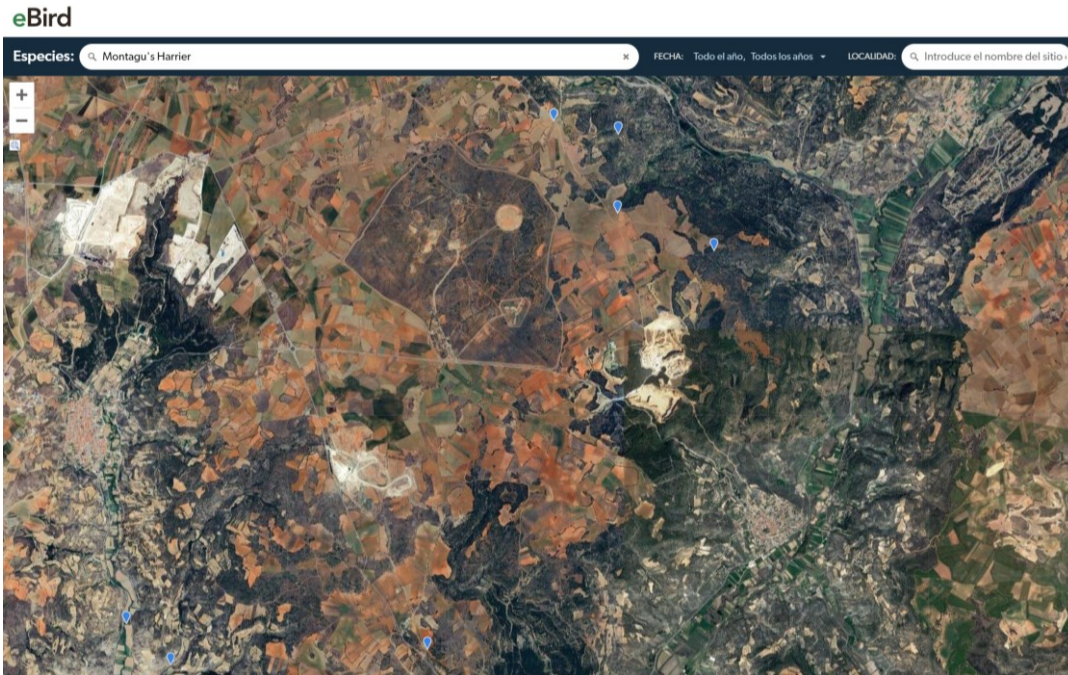 eBird
Especies: Montagu's Harrier × FECHA: Todo el año, Todos los años LOCALIDAD: Introduce el nombre del sitio
+
−